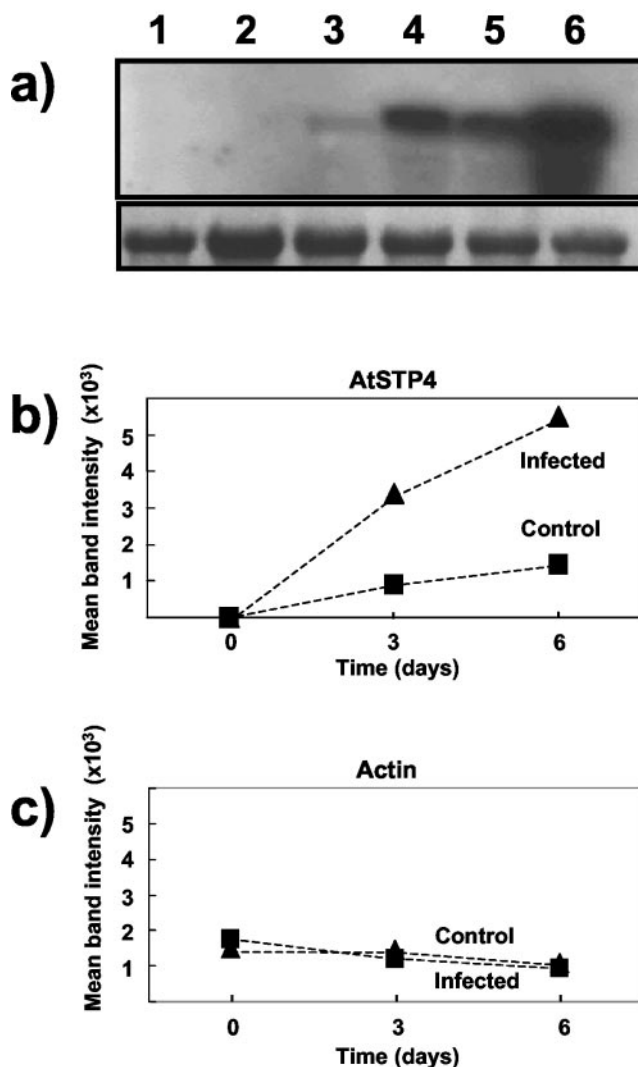 1 2 3 4 5 6
a)
b)
AtSTP4
Mean band intensity (x10³)
5
4
3
2
1
Infected
Control
0 3 6
Time (days)
c)
Actin
Mean band intensity (x10³)
5
4
3
2
1
Control
Infected
0 3 6
Time (days)